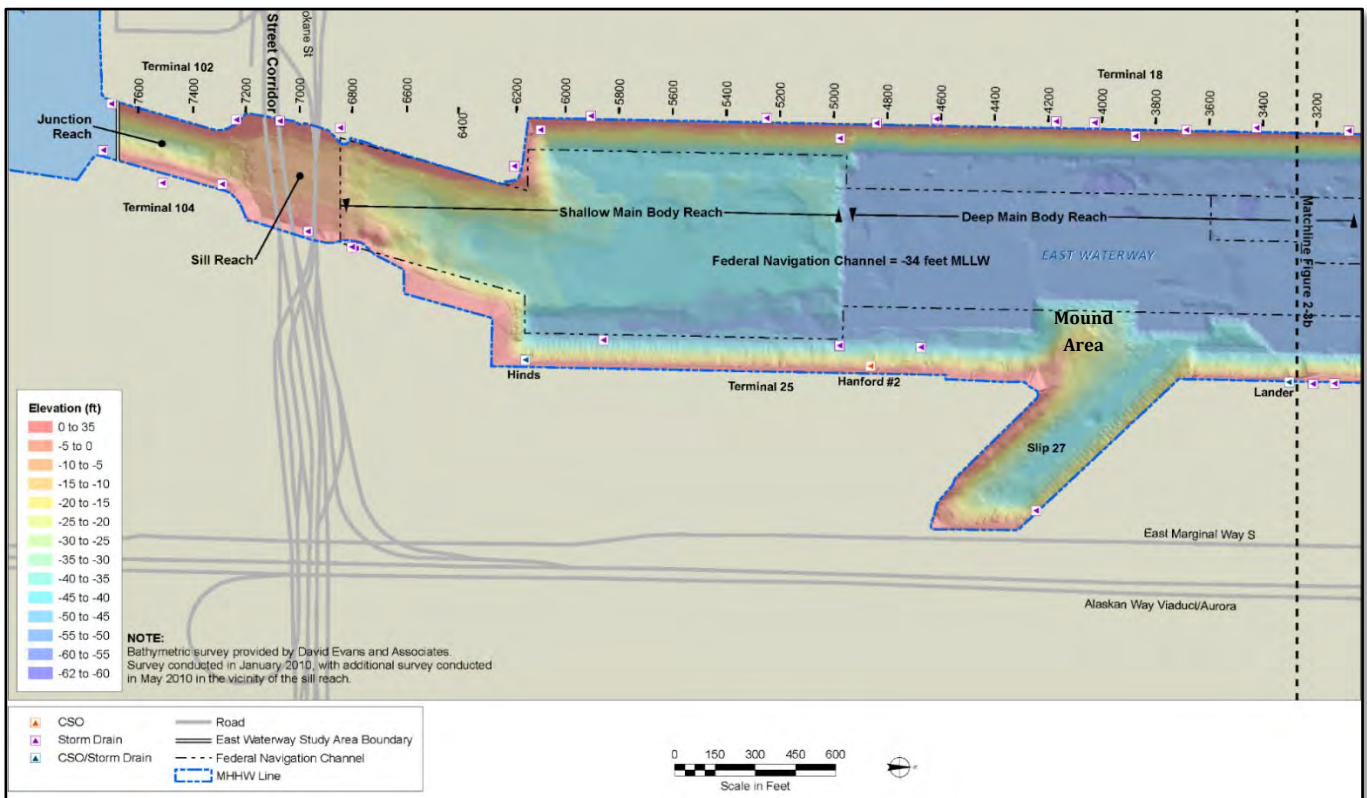 Terminal 102
Street Corridor
okane St
Terminal 18
7600
7400
7200
7000
6800
6600
6400
6200
6000
5800
5600
5400
5200
5000
4800
4600
4400
4200
4000
3800
3600
3400
3200
Junction
Reach
Terminal 104
Sill Reach
Shallow Main Body Reach
Deep Main Body Reach
Federal Navigation Channel = -34 feet MLLW
EAST WATERWAY
Matchline Figure 2-3b
Mound
Area
Hinds
Terminal 25
Hanford #2
Lander
Slip 27
East Marginal Way S
Alaskan Way Viaduct/Aurora
Elevation (ft)
0 to 35
-5 to 0
-10 to -5
-15 to -10
-20 to -15
-25 to -20
-30 to -25
-35 to -30
-40 to -35
-45 to -40
-50 to -45
-55 to -50
-60 to -55
-62 to -60
NOTE:
Bathymetric survey provided by David Evans and Associates.
Survey conducted in January 2010, with additional survey conducted
in May 2010 in the vicinity of the sill reach.
CSO
Storm Drain
CSO/Storm Drain
Road
East Waterway Study Area Boundary
Federal Navigation Channel
MHHW Line
0 150 300 450 600
Scale in Feet